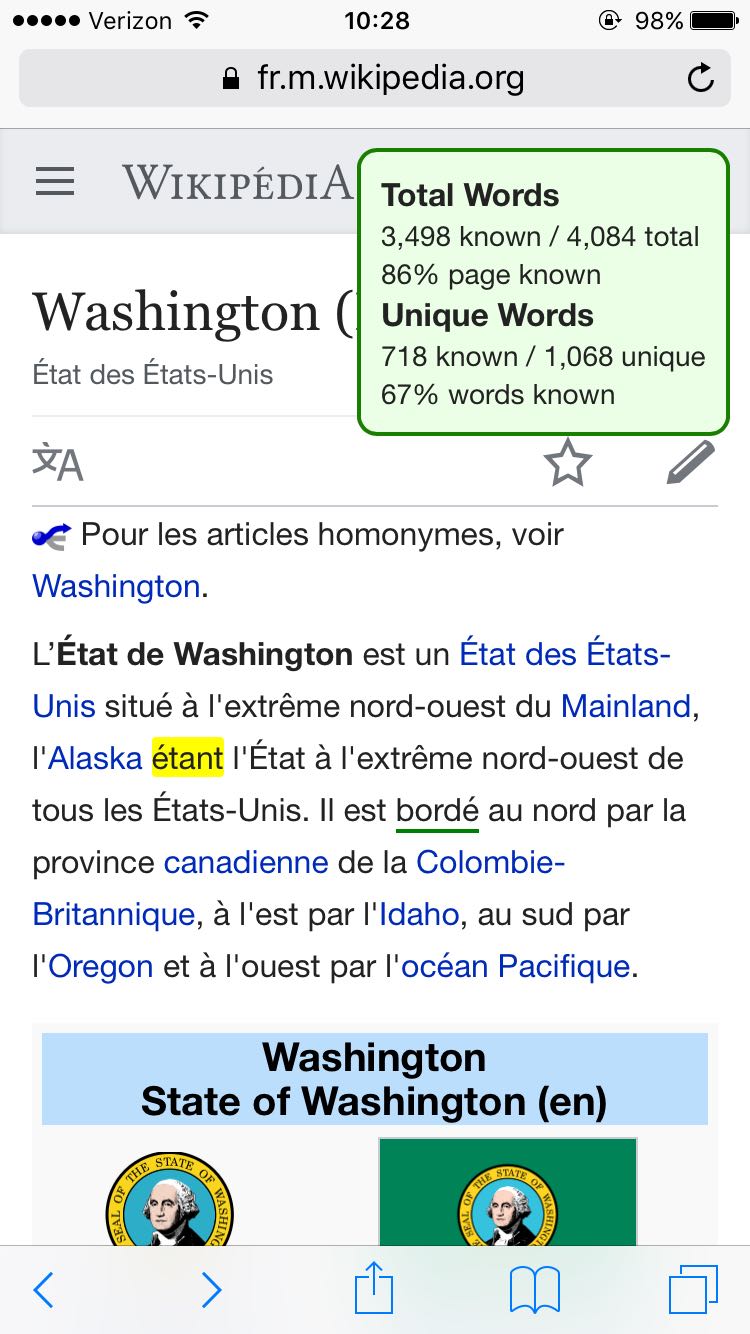 Verizon 10:28 98%
fr.m.wikipedia.org
WIKIPÉDIA
Total Words
3,498 known / 4,084 total
86% page known
Unique Words
718 known / 1,068 unique
67% words known
Washington (
État des États-Unis
文A
Pour les articles homonymes, voir
Washington.
L’État de Washington est un État des États-
Unis situé à l'extrême nord-ouest du Mainland,
l'Alaska étant l'État à l'extrême nord-ouest de
tous les États-Unis. Il est bordé au nord par la
province canadienne de la Colombie-
Britannique, à l'est par l'Idaho, au sud par
l'Oregon et à l'ouest par l'océan Pacifique.
Washington
State of Washington (en)
SEAL OF THE STATE OF WASHING
SEAL OF THE STATE OF WASHING